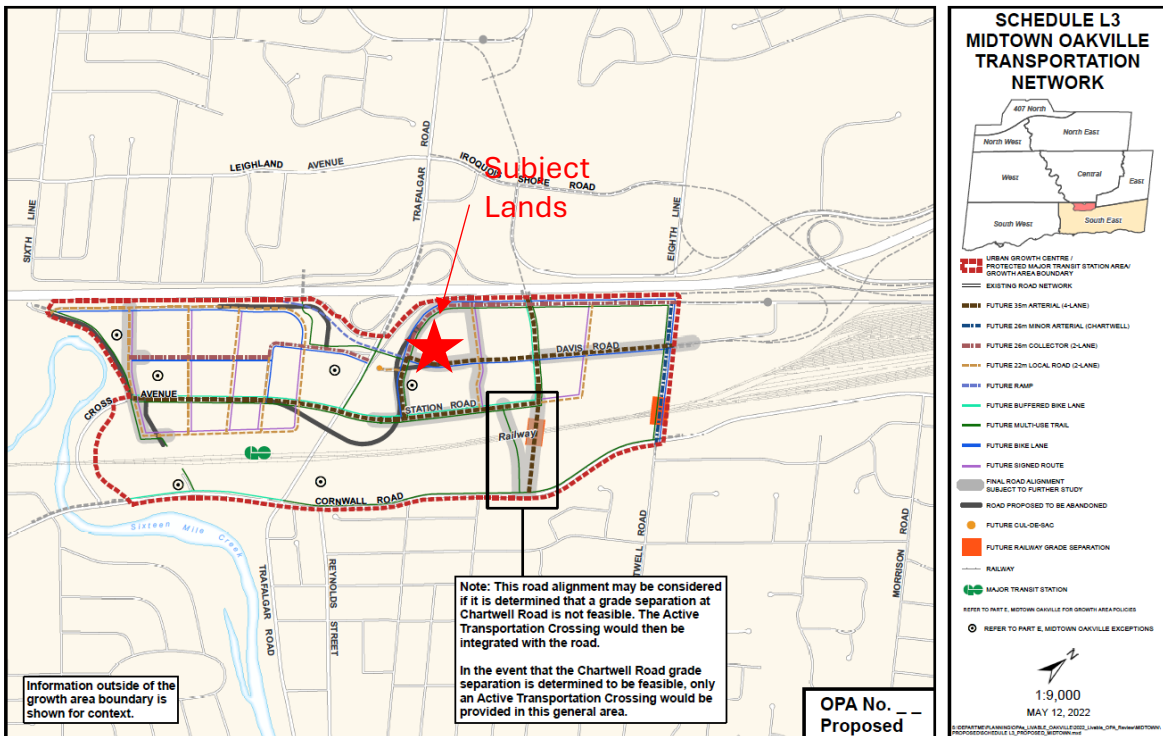 LEIGHLAND AVENUE
IROQUOIS SHORE ROAD
TRAFALGAR ROAD
Subject
Lands
SIXTH LINE
EIGHTH LINE
DAVIS ROAD
CROSS AVENUE
STATION ROAD
Railway
CORNWALL ROAD
Sixteen Mile Creek
TRAFALGAR ROAD
REYNOLDS STREET
TWELL ROAD
MORRISON ROAD
Note: This road alignment may be considered
if it is determined that a grade separation at
Chartwell Road is not feasible. The Active
Transportation Crossing would then be
integrated with the road.
In the event that the Chartwell Road grade
separation is determined to be feasible, only
an Active Transportation Crossing would be
provided in this general area.
Information outside of the
growth area boundary is
shown for context.
OPA No. _ _
Proposed
SCHEDULE L3
MIDTOWN OAKVILLE
TRANSPORTATION
NETWORK
407 North
North West
North East
West
Central
East
South West
South East
URBAN GROWTH CENTRE /
PROTECTED MAJOR TRANSIT STATION AREA/
GROWTH AREA BOUNDARY
EXISTING ROAD NETWORK
FUTURE 35m ARTERIAL (4-LANE)
FUTURE 26m MINOR ARTERIAL (CHARTWELL)
FUTURE 26m COLLECTOR (2-LANE)
FUTURE 22m LOCAL ROAD (2-LANE)
FUTURE RAMP
FUTURE BUFFERED BIKE LANE
FUTURE MULTI-USE TRAIL
FUTURE BIKE LANE
FUTURE SIGNED ROUTE
FINAL ROAD ALIGNMENT
SUBJECT TO FURTHER STUDY
ROAD PROPOSED TO BE ABANDONED
FUTURE CUL-DE-SAC
FUTURE RAILWAY GRADE SEPARATION
RAILWAY
MAJOR TRANSIT STATION
REFER TO PART E, MIDTOWN OAKVILLE FOR GROWTH AREA POLICIES
REFER TO PART E, MIDTOWN OAKVILLE EXCEPTIONS
N
1:9,000
MAY 12, 2022